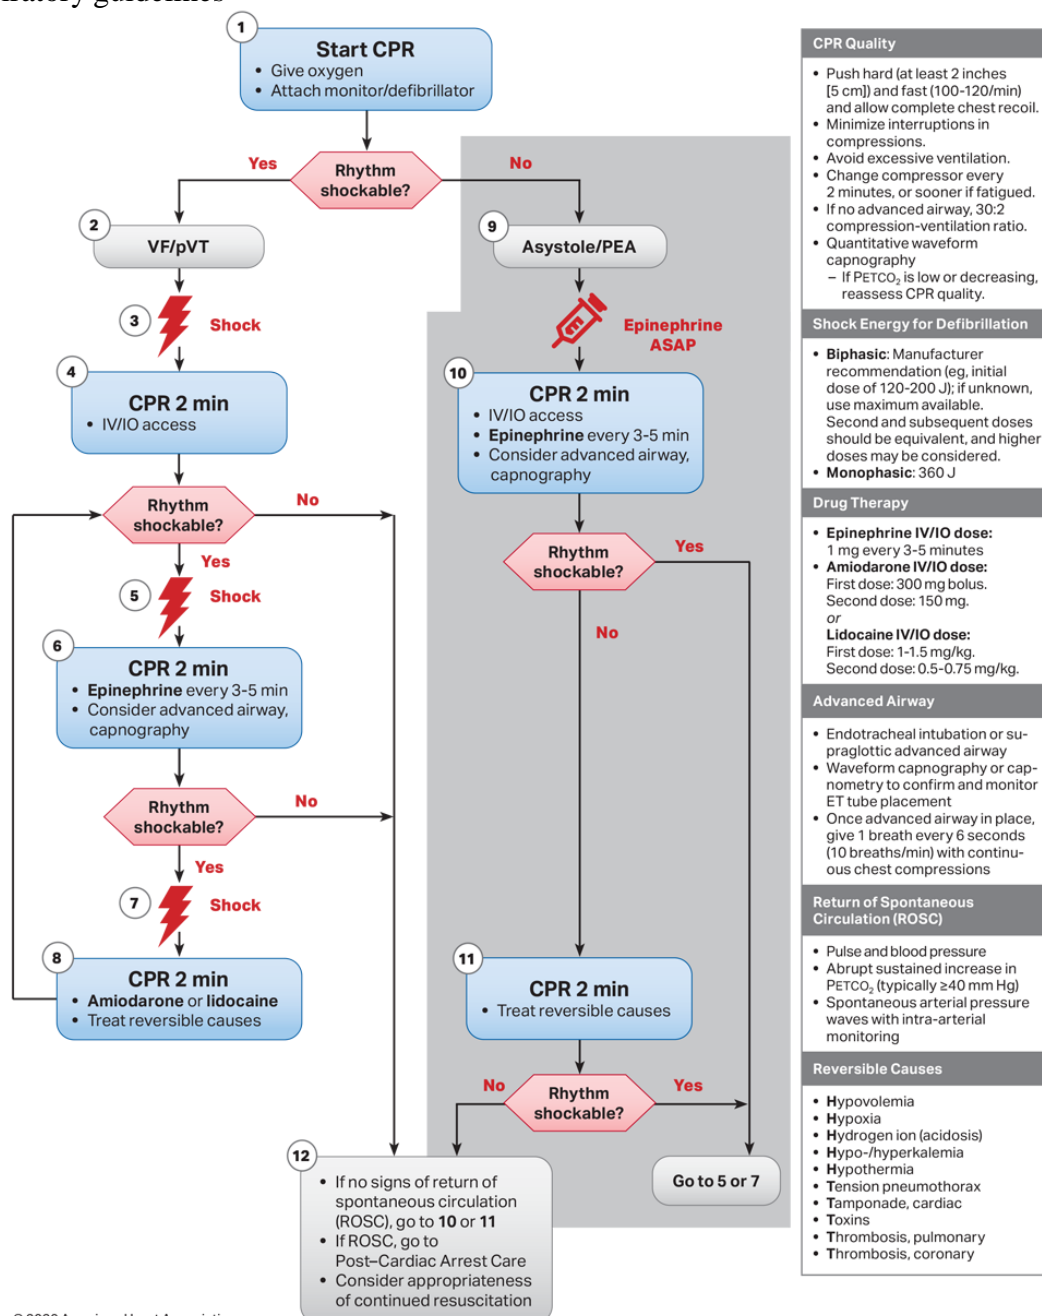 iratory guidelines
1
Start CPR
• Give oxygen
• Attach monitor/defibrillator
Rhythm
shockable?
Yes
No
2
VF/pVT
3
Shock
4
CPR 2 min
• IV/IO access
Rhythm
shockable?
No
Yes
5
Shock
6
CPR 2 min
• Epinephrine every 3-5 min
• Consider advanced airway,
capnography
Rhythm
shockable?
No
Yes
7
Shock
8
CPR 2 min
• Amiodarone or lidocaine
• Treat reversible causes
9
Asystole/PEA
Epinephrine
ASAP
10
CPR 2 min
• IV/IO access
• Epinephrine every 3-5 min
• Consider advanced airway,
capnography
Rhythm
shockable?
Yes
No
11
CPR 2 min
• Treat reversible causes
Rhythm
shockable?
No
Yes
12
• If no signs of return of
spontaneous circulation
(ROSC), go to 10 or 11
• If ROSC, go to
Post–Cardiac Arrest Care
• Consider appropriateness
of continued resuscitation
Go to 5 or 7
CPR Quality
• Push hard (at least 2 inches
[5 cm]) and fast (100-120/min)
and allow complete chest recoil.
• Minimize interruptions in
compressions.
• Avoid excessive ventilation.
• Change compressor every
2 minutes, or sooner if fatigued.
• If no advanced airway, 30:2
compression-ventilation ratio.
• Quantitative waveform
capnography
– If PETCO₂ is low or decreasing,
reassess CPR quality.
Shock Energy for Defibrillation
• Biphasic: Manufacturer
recommendation (eg, initial
dose of 120-200 J); if unknown,
use maximum available.
Second and subsequent doses
should be equivalent, and higher
doses may be considered.
• Monophasic: 360 J
Drug Therapy
• Epinephrine IV/IO dose:
1 mg every 3-5 minutes
• Amiodarone IV/IO dose:
First dose: 300 mg bolus.
Second dose: 150 mg.
or
Lidocaine IV/IO dose:
First dose: 1-1.5 mg/kg.
Second dose: 0.5-0.75 mg/kg.
Advanced Airway
• Endotracheal intubation or su-
praglottic advanced airway
• Waveform capnography or cap-
nometry to confirm and monitor
ET tube placement
• Once advanced airway in place,
give 1 breath every 6 seconds
(10 breaths/min) with continu-
ous chest compressions
Return of Spontaneous
Circulation (ROSC)
• Pulse and blood pressure
• Abrupt sustained increase in
PETCO₂ (typically ≥40 mm Hg)
• Spontaneous arterial pressure
waves with intra-arterial
monitoring
Reversible Causes
• Hypovolemia
• Hypoxia
• Hydrogen ion (acidosis)
• Hypo-/hyperkalemia
• Hypothermia
• Tension pneumothorax
• Tamponade, cardiac
• Toxins
• Thrombosis, pulmonary
• Thrombosis, coronary